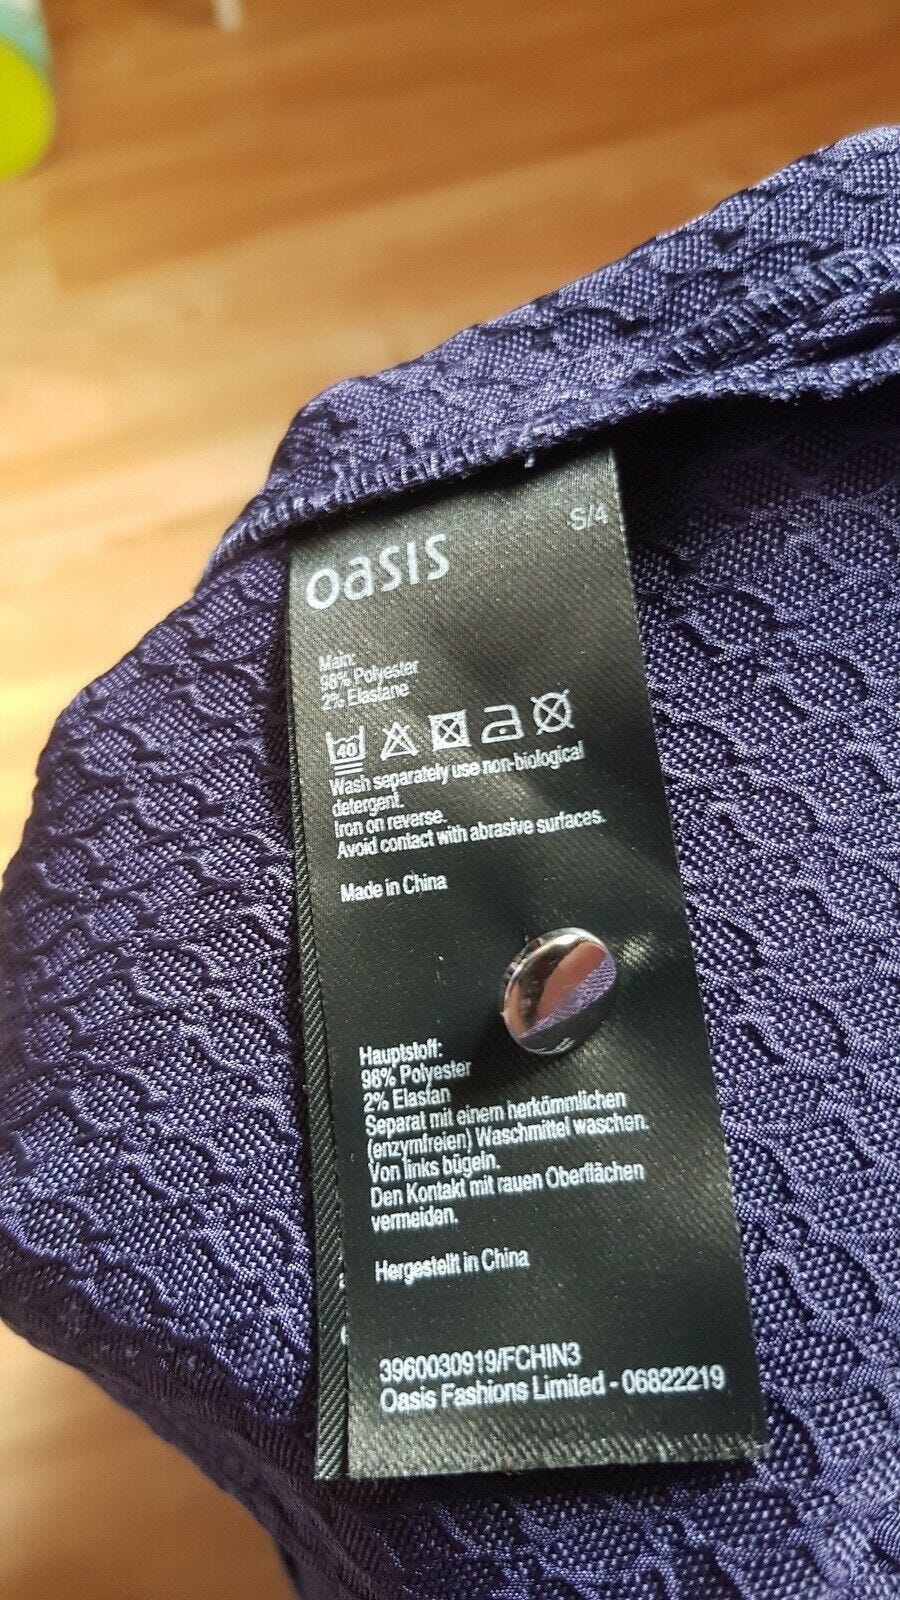 oasis
S/4
Main:
98% Polyester
2% Elastane
40
Wash separately use non-biological
detergent.
Iron on reverse.
Avoid contact with abrasive surfaces.
Made in China
Hauptstoff:
98% Polyester
2% Elastan
Separat mit einem herkömmlichen
(enzymfreien) Waschmittel waschen.
Von links bügeln.
Den Kontakt mit rauen Oberflächen
vermeiden.
Hergestellt in China
3960030919/FCHIN3
Oasis Fashions Limited - 06822219